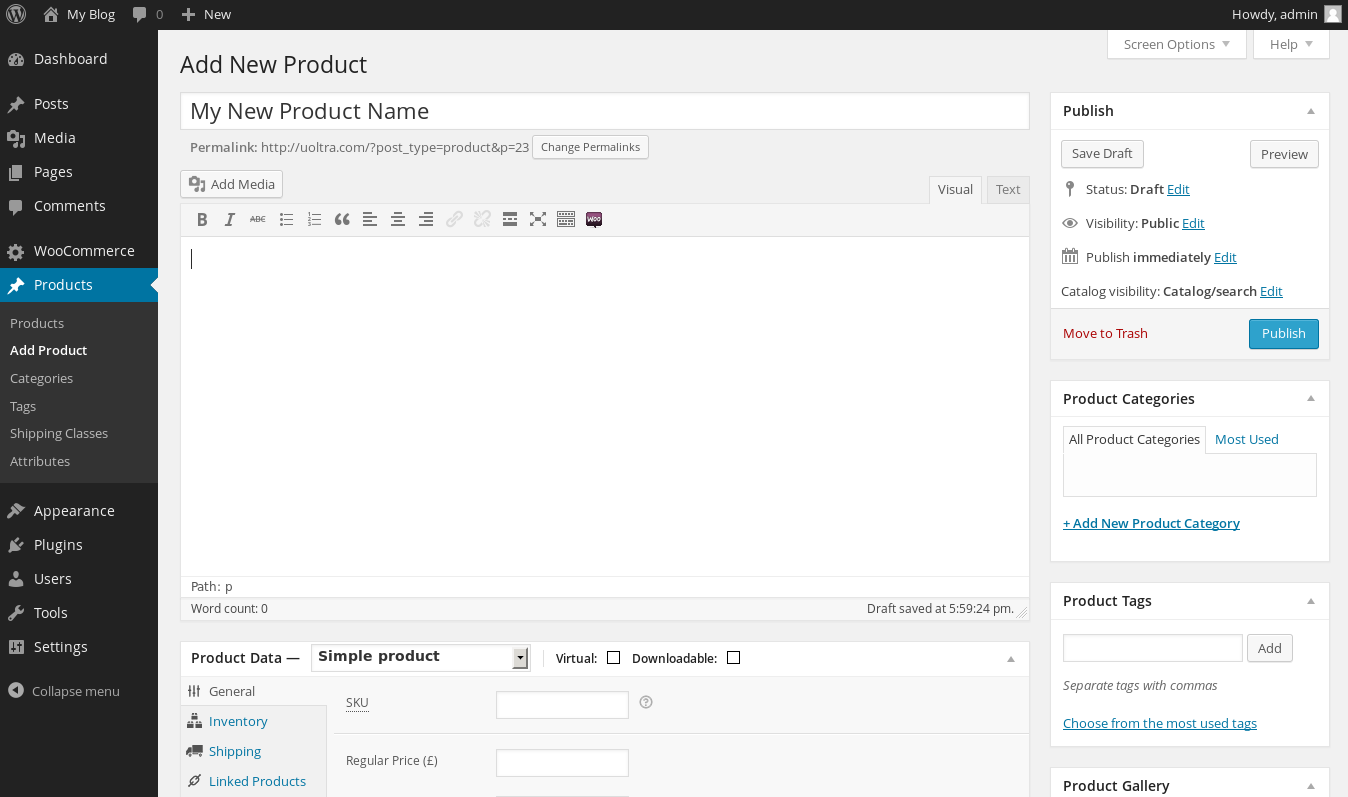 My Blog 0 New Howdy, admin
Screen Options Help
Dashboard
Posts
Media
Pages
Comments
WooCommerce
Products
Products
Add Product
Categories
Tags
Shipping Classes
Attributes
Appearance
Plugins
Users
Tools
Settings
Collapse menu
Add New Product
My New Product Name
Permalink: http://uoltra.com/?post_type=product&p=23 Change Permalinks
Add Media
Visual Text
B I ABC WOO
Path: p
Word count: 0 Draft saved at 5:59:24 pm.
Product Data — Simple product Virtual: Downloadable:
General
Inventory
Shipping
Linked Products
SKU
Regular Price (£)
Publish
Save Draft Preview
Status: Draft Edit
Visibility: Public Edit
Publish immediately Edit
Catalog visibility: Catalog/search Edit
Move to Trash Publish
Product Categories
All Product Categories Most Used
+ Add New Product Category
Product Tags
Add
Separate tags with commas
Choose from the most used tags
Product Gallery